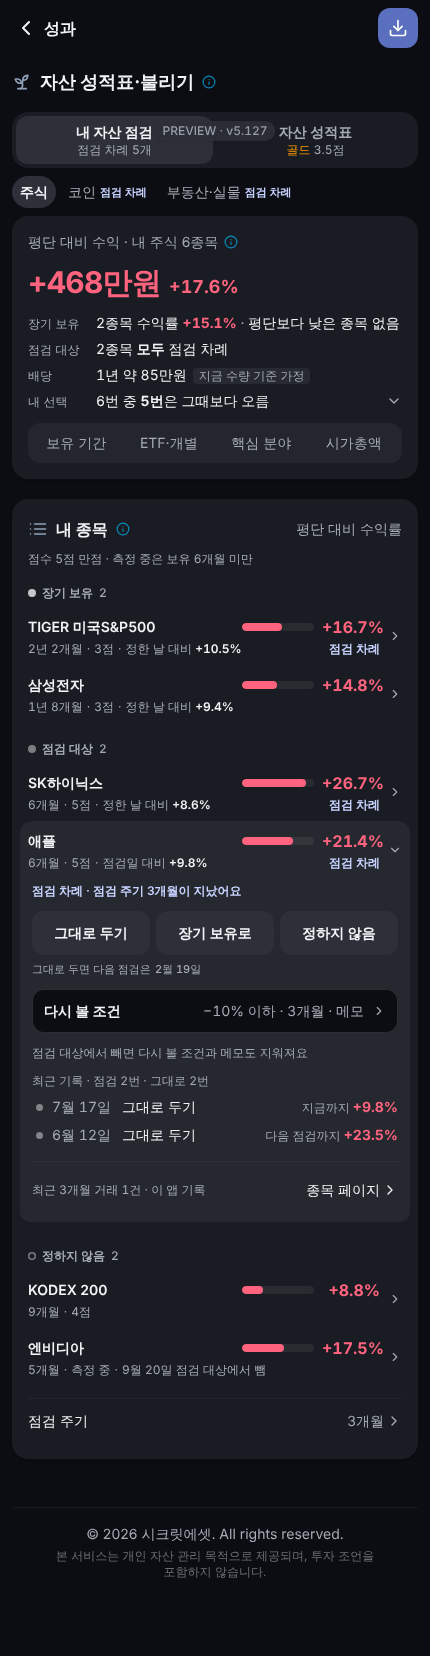 성과
자산 성적표·불리기
내 자산 점검
점검 차례 5개
PREVIEW · v5.127
자산 성적표
골드 3.5점
주식
코인 점검 차례
부동산·실물 점검 차례
평단 대비 수익 · 내 주식 6종목
+468만원 +17.6%
장기 보유 2종목 수익률 +15.1% · 평단보다 낮은 종목 없음
점검 대상 2종목 모두 점검 차례
배당 1년 약 85만원 지금 수량 기준 가정
내 선택 6번 중 5번은 그때보다 오름
보유 기간 ETF·개별 핵심 분야 시가총액
내 종목 평단 대비 수익률
점수 5점 만점 · 측정 중은 보유 6개월 미만
장기 보유 2
TIGER 미국S&P500 +16.7%
2년 2개월 · 3점 · 정한 날 대비 +10.5% 점검 차례
삼성전자 +14.8%
1년 8개월 · 3점 · 정한 날 대비 +9.4%
점검 대상 2
SK하이닉스 +26.7%
6개월 · 5점 · 정한 날 대비 +8.6% 점검 차례
애플 +21.4%
6개월 · 5점 · 점검일 대비 +9.8% 점검 차례
점검 차례 · 점검 주기 3개월이 지났어요
그대로 두기 장기 보유로 정하지 않음
그대로 두면 다음 점검은 2월 19일
다시 볼 조건 −10% 이하 · 3개월 · 메모
점검 대상에서 빼면 다시 볼 조건과 메모도 지워져요
최근 기록 · 점검 2번 · 그대로 2번
7월 17일 그대로 두기 지금까지 +9.8%
6월 12일 그대로 두기 다음 점검까지 +23.5%
최근 3개월 거래 1건 · 이 앱 기록 종목 페이지
정하지 않음 2
KODEX 200 +8.8%
9개월 · 4점
엔비디아 +17.5%
5개월 · 측정 중 · 9월 20일 점검 대상에서 뺌
점검 주기 3개월
© 2026 시크릿에셋. All rights reserved.
본 서비스는 개인 자산 관리 목적으로 제공되며, 투자 조언을
포함하지 않습니다.